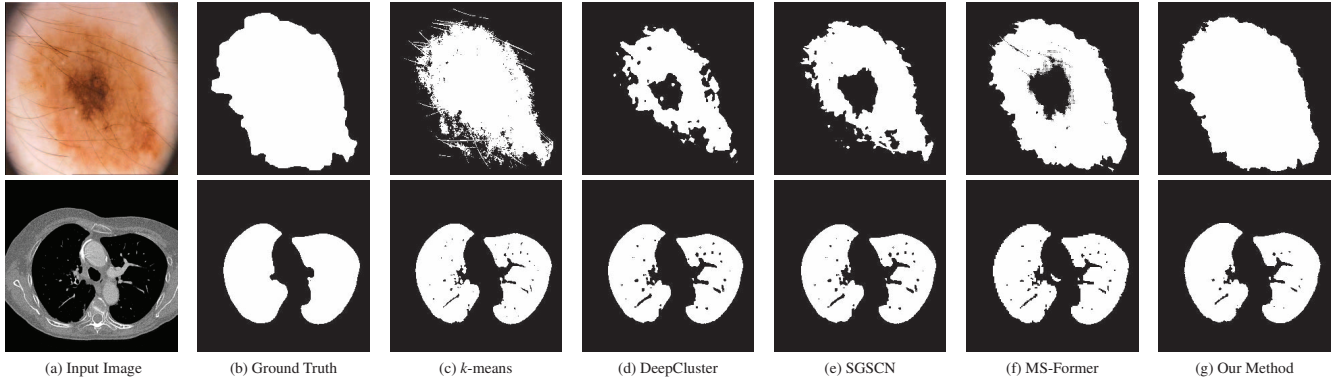 (a) Input Image (b) Ground Truth (c) k-means (d) DeepCluster (e) SGSCN (f) MS-Former (g) Our Method